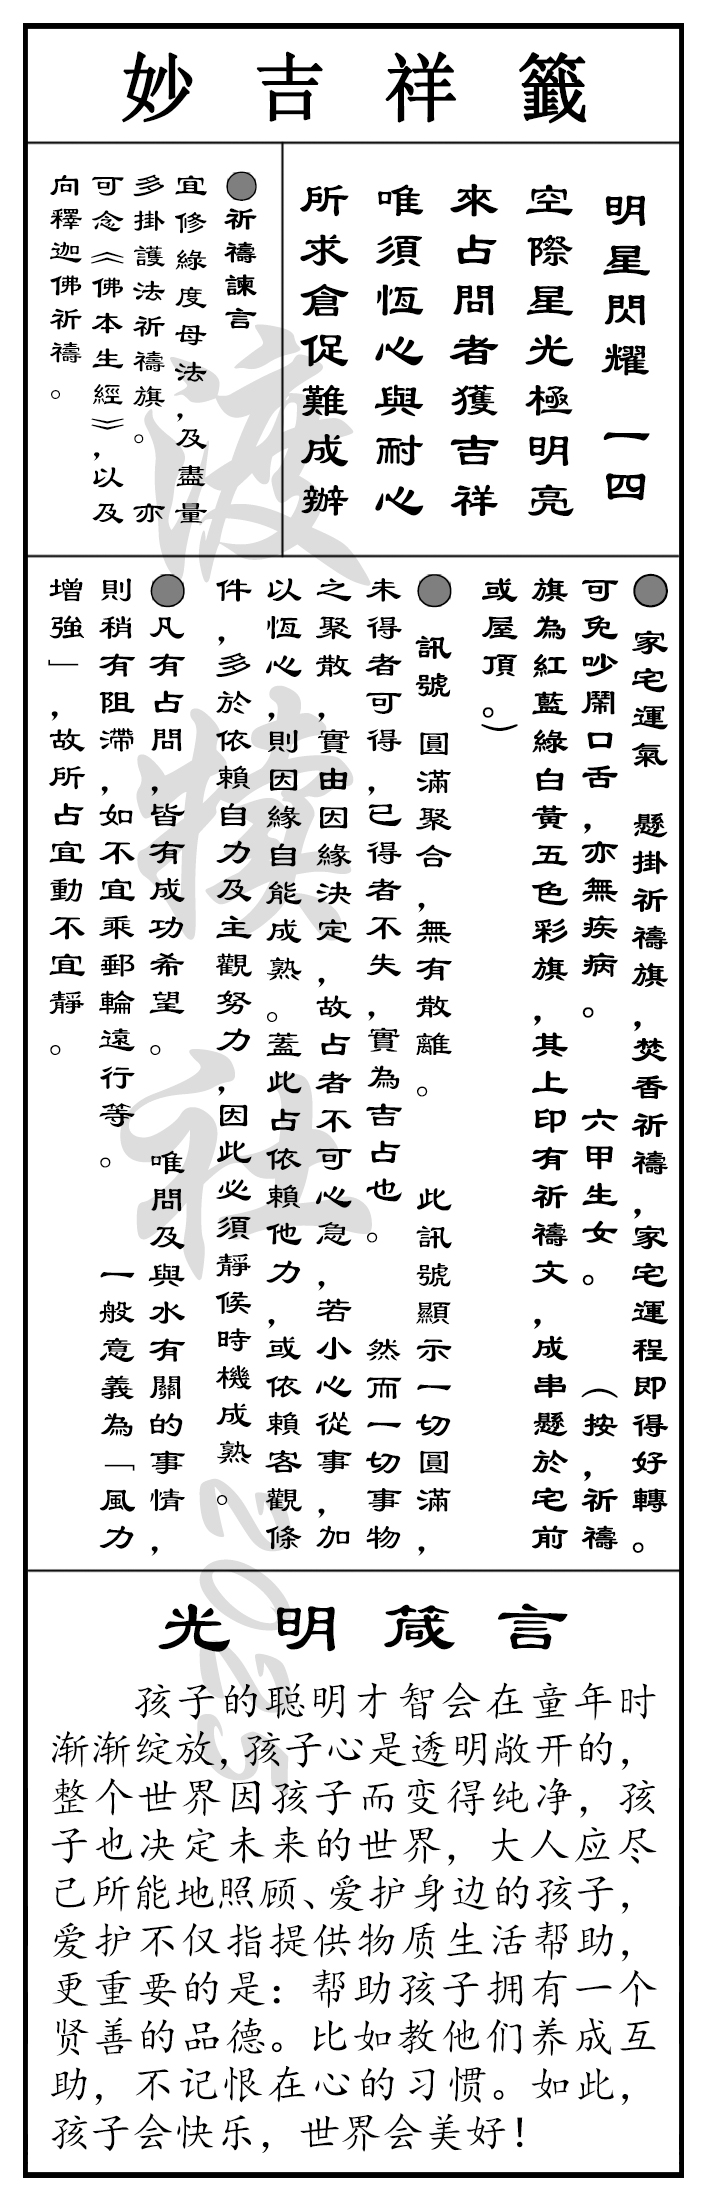 妙吉祥籤
明星閃耀 一四
空際星光極明亮
來占問者獲吉祥
唯須恆心與耐心
所求倉促難成辦
●祈禱諫言
宜修綠度母法，及盡量
多掛護法祈禱旗。亦
可念《佛本生經》，以及
向釋迦佛祈禱。
● 家宅運氣 懸掛祈禱旗，焚香祈禱，家宅運程即得好轉。
可免吵鬧口舌，亦無疾病。 六甲生女。 （按，祈禱
旗為紅藍綠白黃五色彩旗，其上印有祈禱文，成串懸於宅前
或屋頂。）
● 訊號 圓滿聚合，無有散離。 此訊號顯示一切圓滿，
未得者可得，已得者不失，實為吉占也。 然而一切事物
之聚散，實由因緣決定，故占者不可心急，若小心從事，加
以恆心，則因緣自能成熟。蓋此占依賴他力，或依賴客觀條
件，多於依賴自力及主觀努力，因此必須靜候時機成熟。
●凡有占問，皆有成功希望。 唯問及與水有關的事情，
則稍有阻滯，如不宜乘郵輪遠行等。 一般意義為「風力
增強」，故所占宜動不宜靜。
光明箴言
孩子的聪明才智会在童年时
渐渐绽放，孩子心是透明敞开的，
整个世界因孩子而变得纯净，孩
子也决定未来的世界，大人应尽
己所能地照顾、爱护身边的孩子，
爱护不仅指提供物质生活帮助，
更重要的是：帮助孩子拥有一个
贤善的品德。比如教他们养成互
助，不记恨在心的习惯。如此，
孩子会快乐，世界会美好！
渡犊社 2025